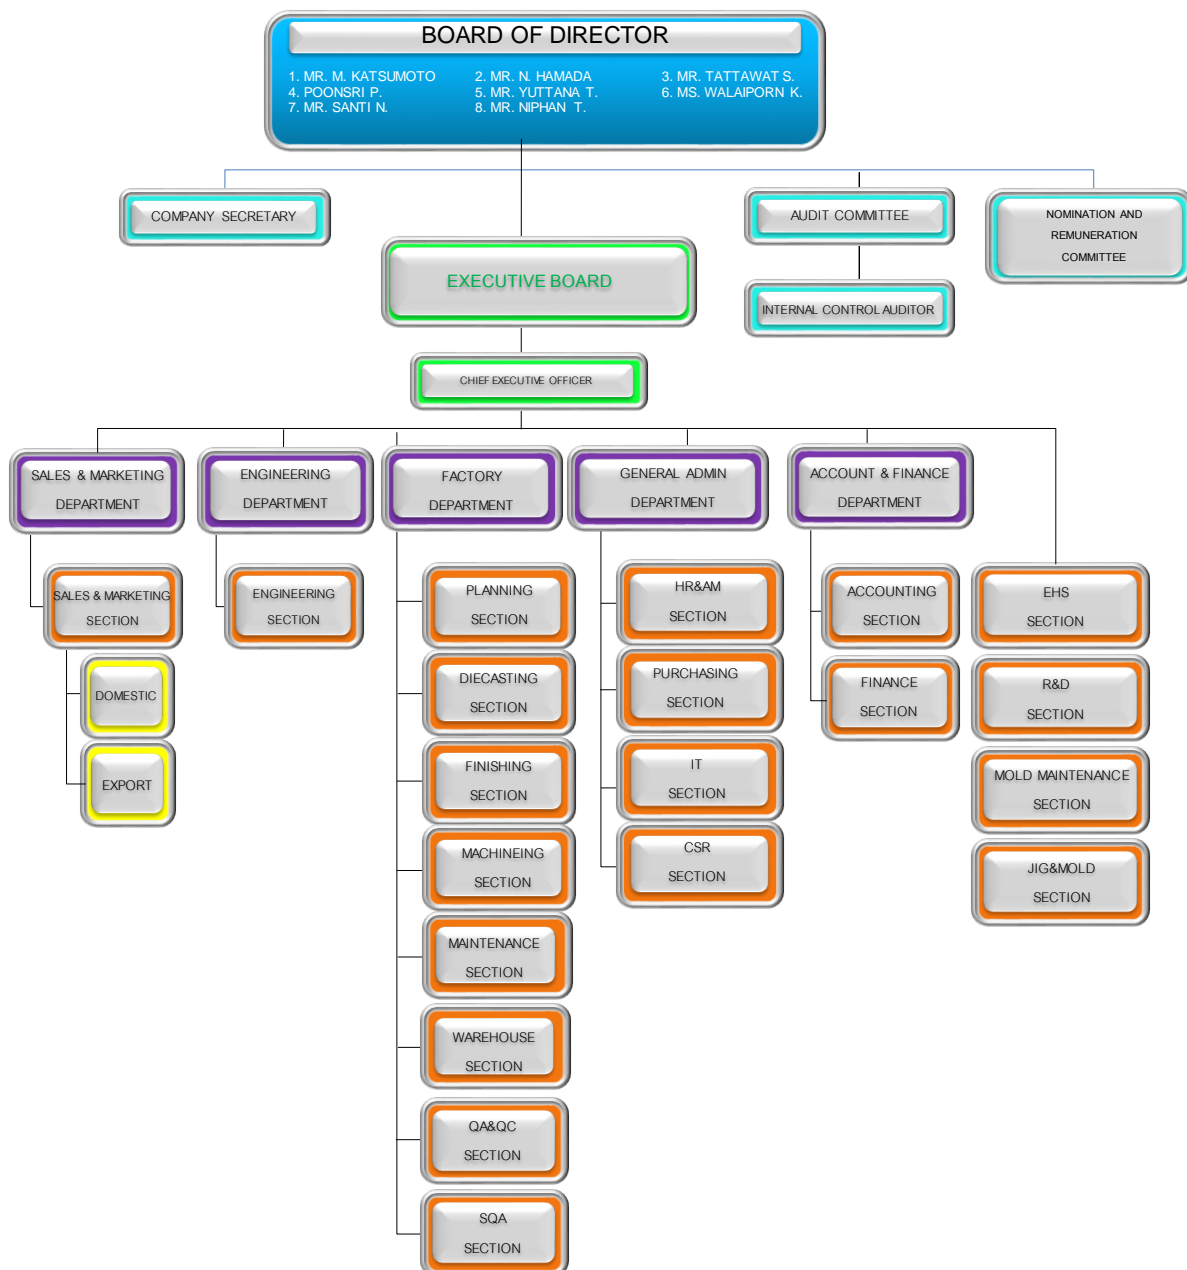 BOARD OF DIRECTOR
1. MR. M. KATSUMOTO 2. MR. N. HAMADA 3. MR. TATTAWAT S.
4. POONSRI P. 5. MR. YUTTANA T. 6. MS. WALAIPORN K.
7. MR. SANTI N. 8. MR. NIPHAN T.
COMPANY SECRETARY
AUDIT COMMITTEE
NOMINATION AND
REMUNERATION
COMMITTEE
EXECUTIVE BOARD
INTERNAL CONTROL AUDITOR
CHIEF EXECUTIVE OFFICER
SALES & MARKETING
DEPARTMENT
ENGINEERING
DEPARTMENT
FACTORY
DEPARTMENT
GENERAL ADMIN
DEPARTMENT
ACCOUNT & FINANCE
DEPARTMENT
SALES & MARKETING
SECTION
DOMESTIC
EXPORT
ENGINEERING
SECTION
PLANNING
SECTION
DIECASTING
SECTION
FINISHING
SECTION
MACHINEING
SECTION
MAINTENANCE
SECTION
WAREHOUSE
SECTION
QA&QC
SECTION
SQA
SECTION
HR&AM
SECTION
PURCHASING
SECTION
IT
SECTION
CSR
SECTION
ACCOUNTING
SECTION
FINANCE
SECTION
EHS
SECTION
R&D
SECTION
MOLD MAINTENANCE
SECTION
JIG&MOLD
SECTION